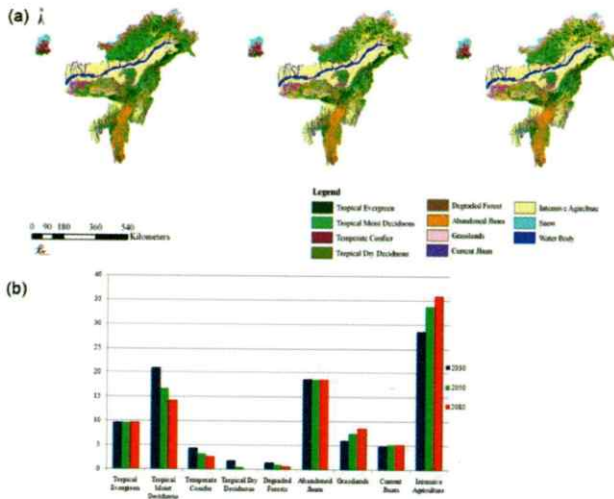 (a)
Legend
Tropical Evergreen
Tropical Moist Deciduous
Temperate Conifer
Tropical Dry Deciduous
Degraded Forest
Abandoned Jhum
Grasslands
Current Jhum
Intensive Agriculture
Snow
Water Body
0 90 180 360 540
Kilometers
(b)
40
35
30
25
20
15
10
5
0
Tropical
Evergreen
Tropical
Moist
Deciduous
Temperate
Conifer
Tropical Dry
Deciduous
Degraded
Forests
Abandoned
Jhum
Grasslands
Current
Jhum
Intensive
Agriculture
2050